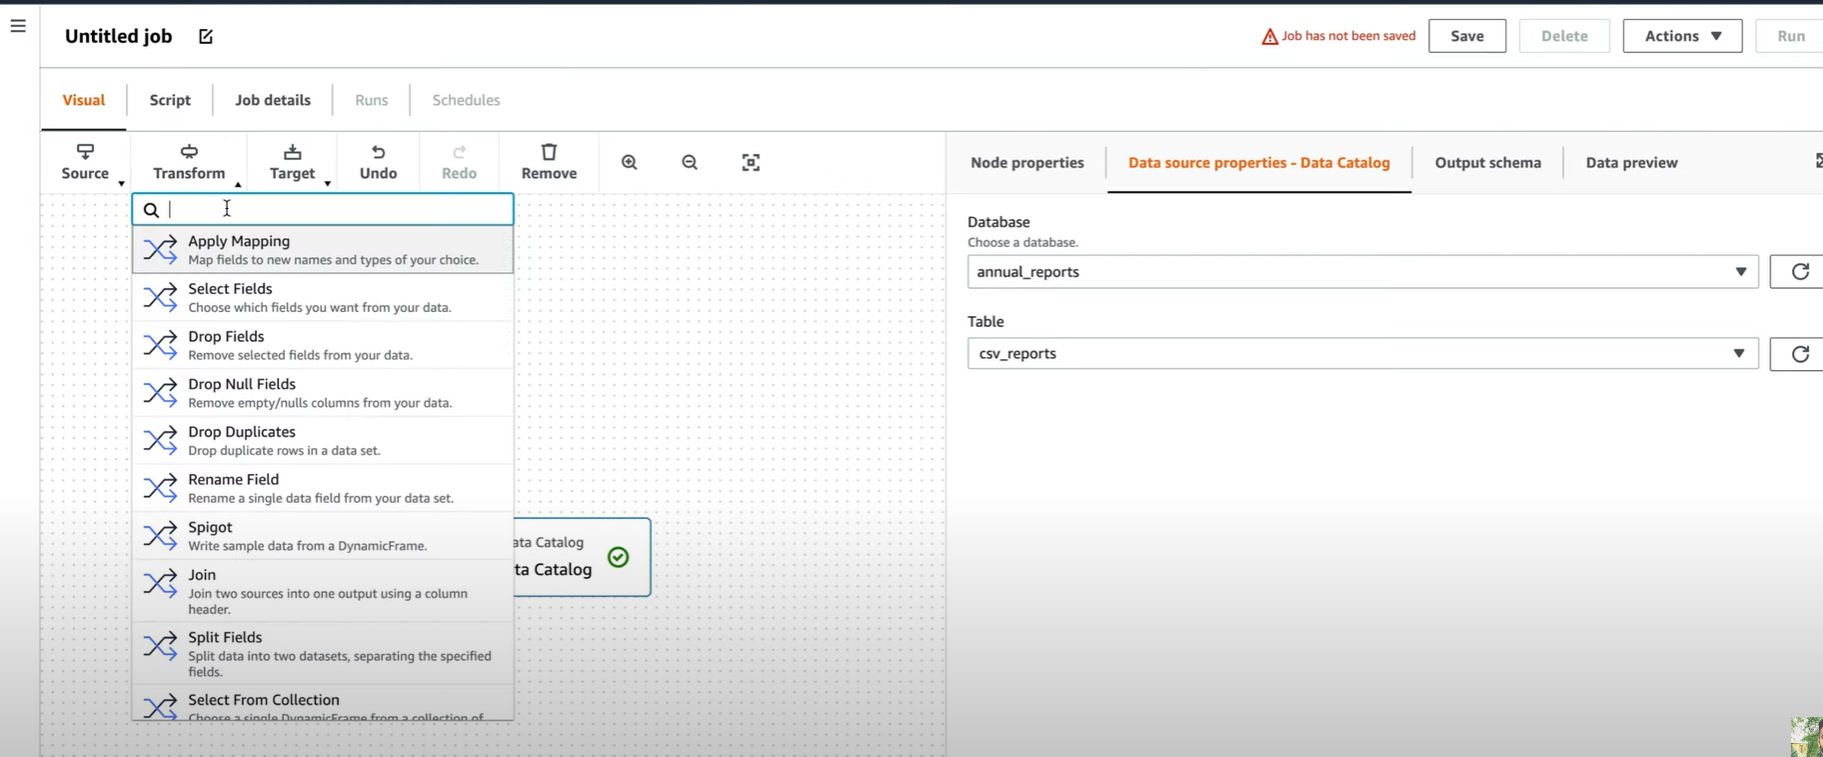 Untitled job
Job has not been saved
Save
Delete
Actions
Run
Visual
Script
Job details
Runs
Schedules
Source
Transform
Target
Undo
Redo
Remove
Node properties
Data source properties - Data Catalog
Output schema
Data preview
Apply Mapping
Map fields to new names and types of your choice.
Select Fields
Choose which fields you want from your data.
Drop Fields
Remove selected fields from your data.
Drop Null Fields
Remove empty/nulls columns from your data.
Drop Duplicates
Drop duplicate rows in a data set.
Rename Field
Rename a single data field from your data set.
Spigot
Write sample data from a DynamicFrame.
Join
Join two sources into one output using a column
header.
Split Fields
Split data into two datasets, separating the specified
fields.
Select From Collection
Choose a single DynamicFrame from a collection of
ata Catalog
ta Catalog
Database
Choose a database.
annual_reports
Table
csv_reports